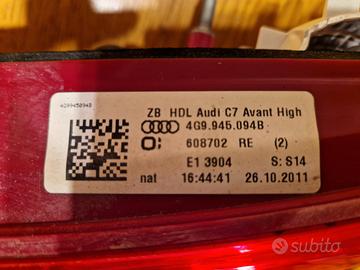 4G9945094B
ZB HDL Audi C7 Avant High
4G9.945.094B
608702 RE (2)
E1 3904 S: S14
nat 16:44:41 26.10.2011
subito